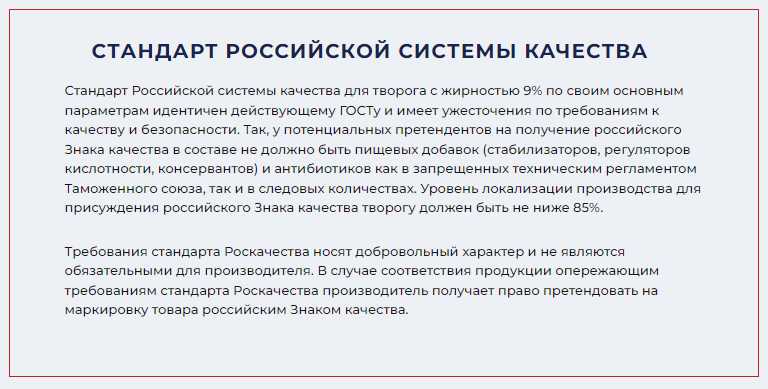 СТАНДАРТ РОССИЙСКОЙ СИСТЕМЫ КАЧЕСТВА
Стандарт Российской системы качества для творога с жирностью 9% по своим основным
параметрам идентичен действующему ГОСТу и имеет ужесточения по требованиям к
качеству и безопасности. Так, у потенциальных претендентов на получение российского
Знака качества в составе не должно быть пищевых добавок (стабилизаторов, регуляторов
кислотности, консервантов) и антибиотиков как в запрещенных техническим регламентом
Таможенного союза, так и в следовых количествах. Уровень локализации производства для
присуждения российского Знака качества творогу должен быть не ниже 85%.
Требования стандарта Роскачества носят добровольный характер и не являются
обязательными для производителя. В случае соответствия продукции опережающим
требованиям стандарта Роскачества производитель получает право претендовать на
маркировку товара российским Знаком качества.